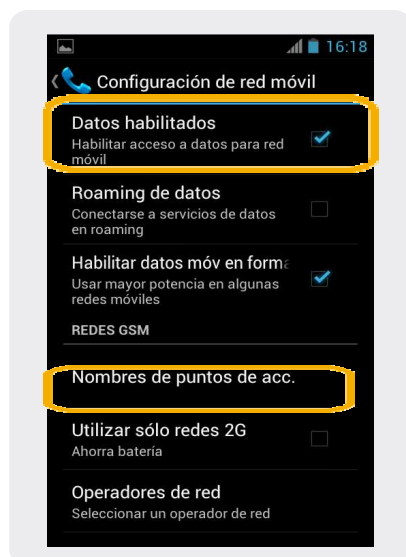 16:18
Configuración de red móvil
Datos habilitados
Habilitar acceso a datos para red
móvil
Roaming de datos
Conectarse a servicios de datos
en roaming
Habilitar datos móv en forma
Usar mayor potencia en algunas
redes móviles
REDES GSM
Nombres de puntos de acc.
Utilizar sólo redes 2G
Ahorra batería
Operadores de red
Seleccionar un operador de red